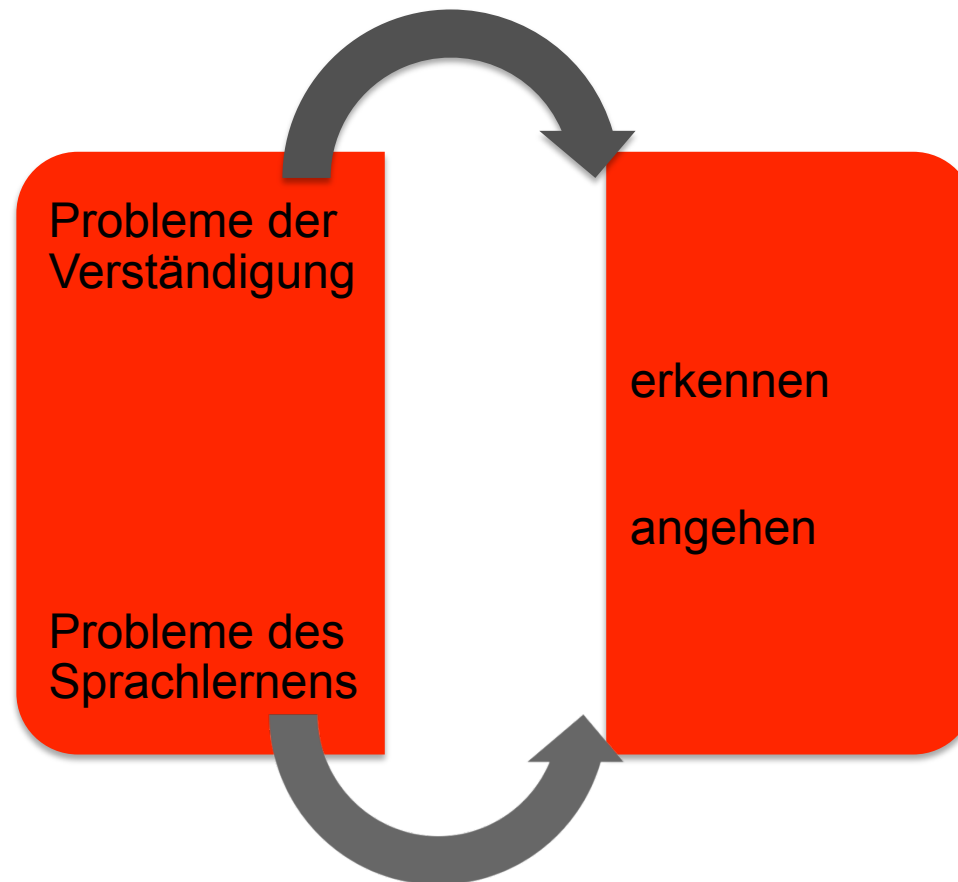 Probleme der
Verständigung
Probleme des
Sprachlernens
erkennen
angehen